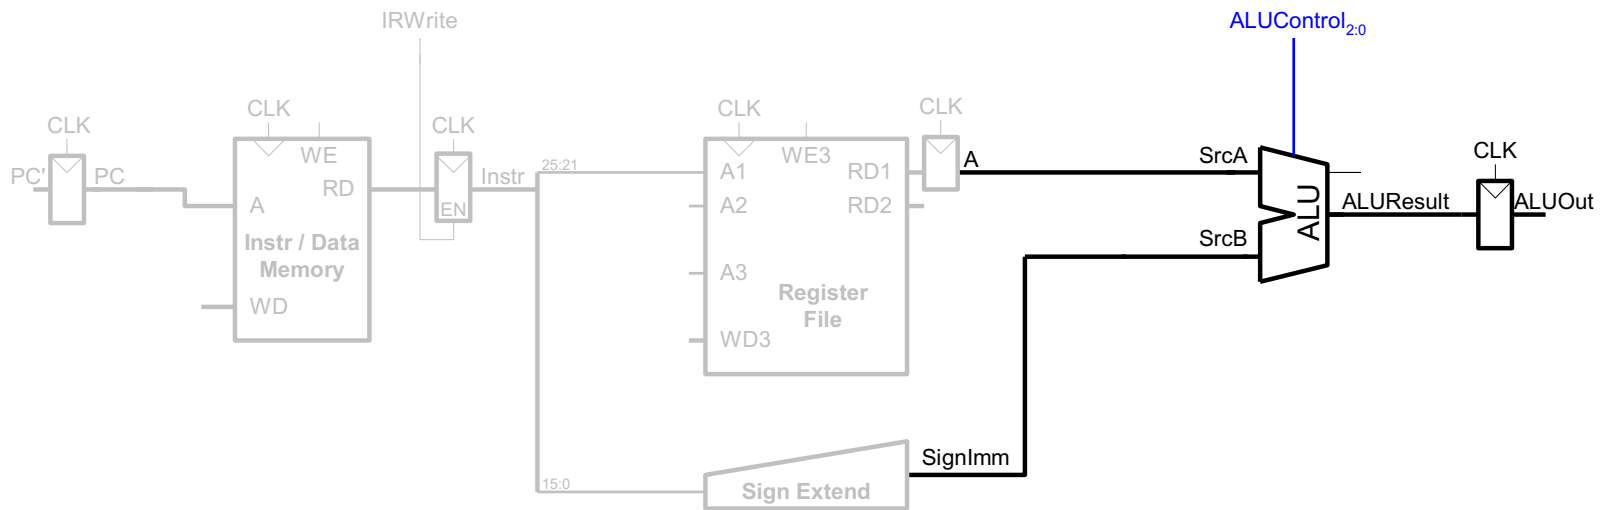 IRWrite
ALUControl2:0
CLK
CLK
CLK
CLK
CLK
CLK
PC'
PC
WE
RD
A
EN
Instr / Data
Memory
WD
Instr
25:21
A1
WE3
RD1
A2
RD2
A3
Register
File
WD3
A
SrcA
SrcB
ALU
ALUResult
ALUOut
SignImm
15:0
Sign Extend